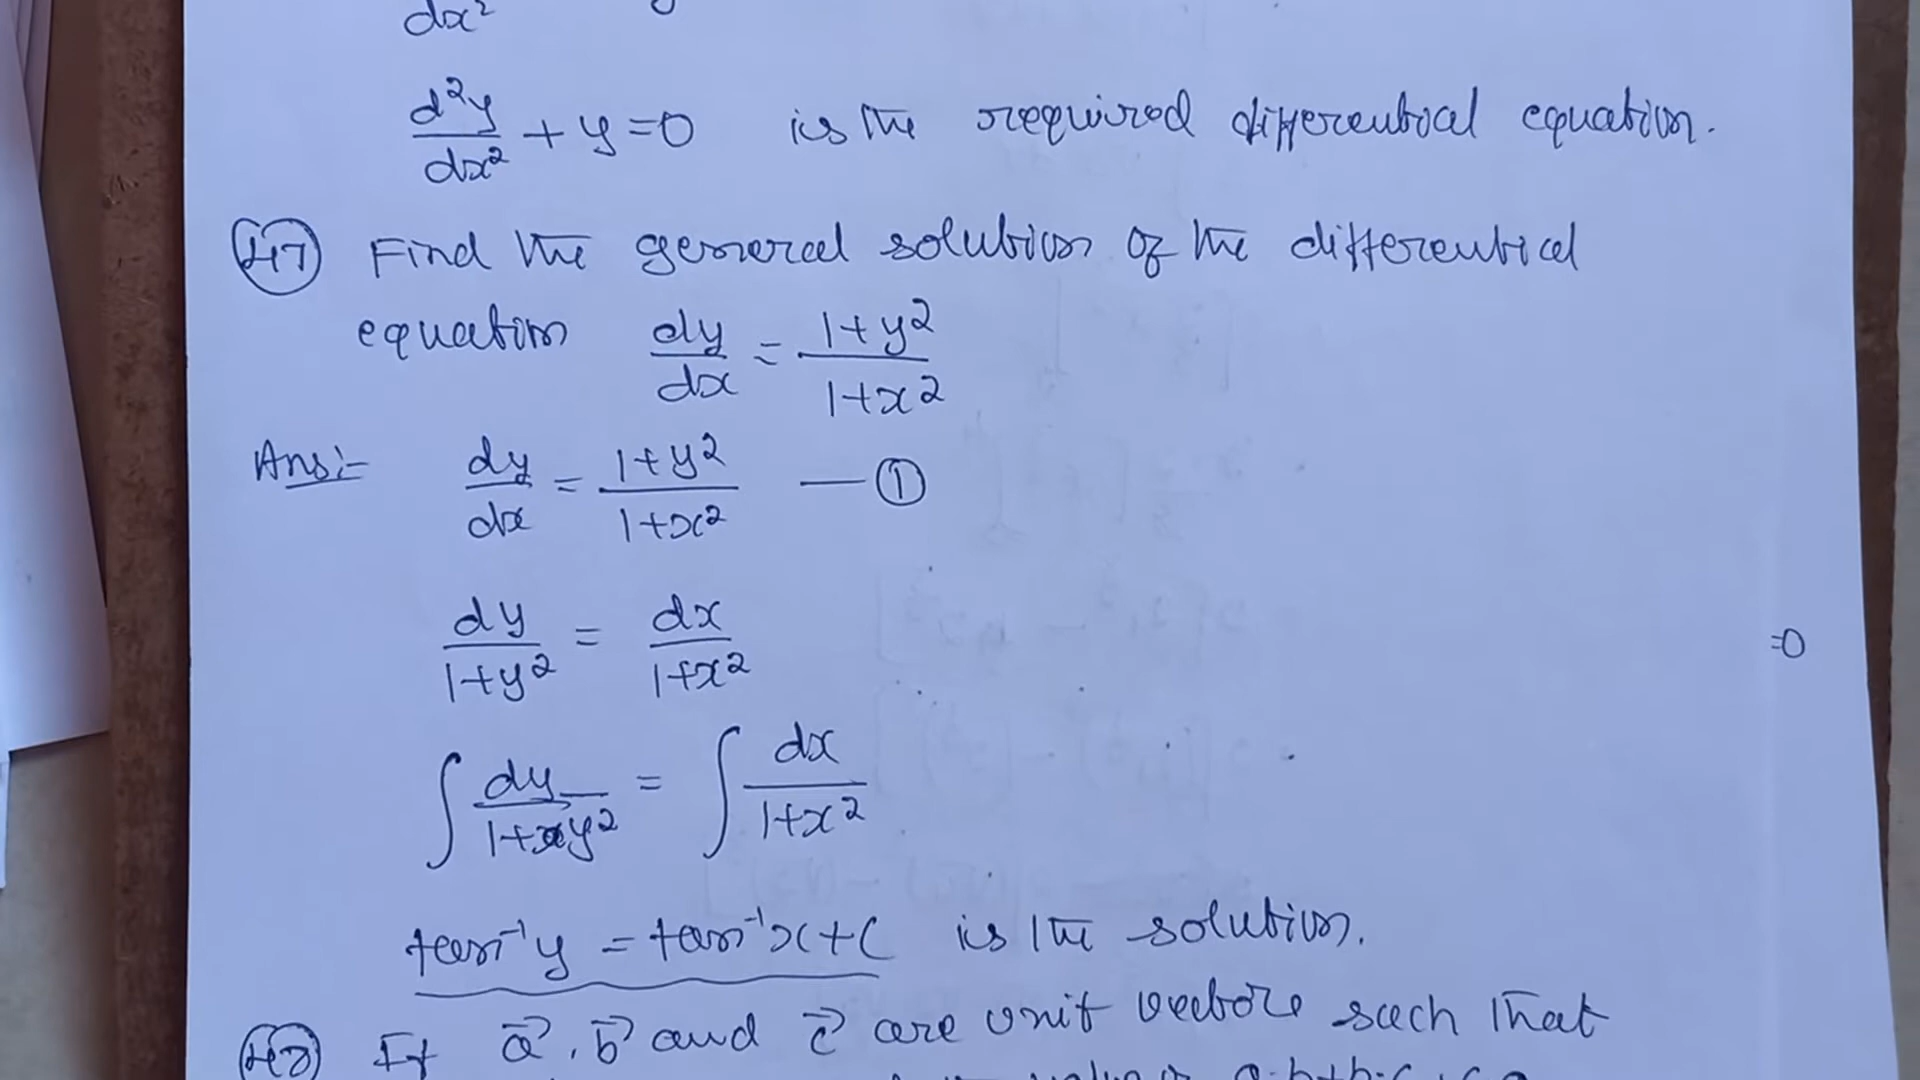 dx²
d²y/dx² + y = 0 is the required differential equation.
47 Find the general solution of the differential
equation dy/dx = 1+y²/1+x²
Ans:- dy/dx = 1+y²/1+x² — ①
dy/1+y² = dx/1+x²
=0
∫ dy/1+y² = ∫ dx/1+x²
tan⁻¹y = tan⁻¹x+C is the solution.
48 If a⃗, b⃗ and c⃗ are unit vectors such that